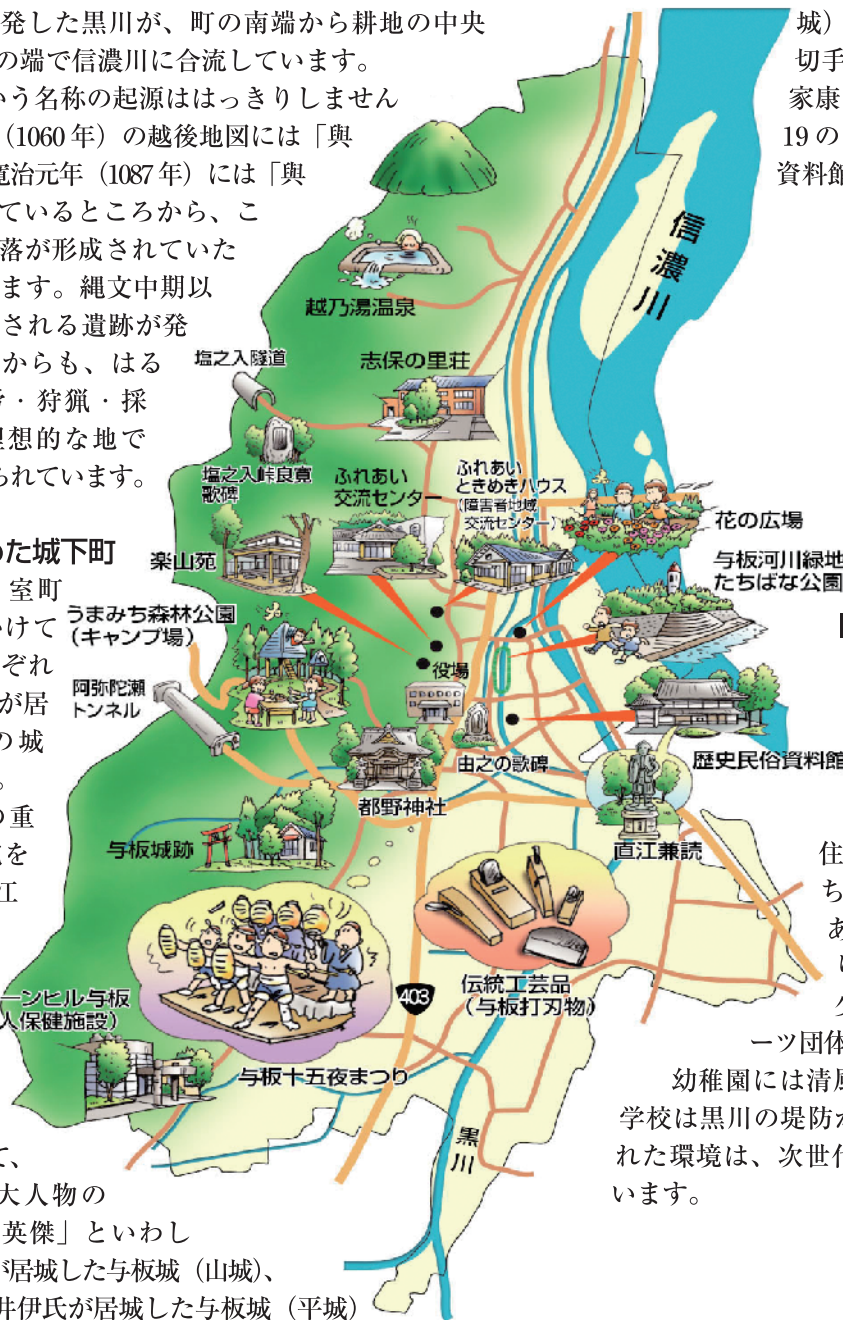 発した黒川が、町の南端から耕地の中央
の端で信濃川に合流しています。
いう名称の起源ははっきりしません
（1060年）の越後地図には「與
寛治元年（1087年）には「與
ているところから、こ
落が形成されていた
ます。縄文中期以
される遺跡が発
からも、はる
・狩猟・採
理想的な地で
られています。
た城下町
室町
かけて
ぞれ
が居
の城
。
の重
を
江
て、
大人物の
英傑」といわし
が居城した与板城（山城）、
井伊氏が居城した与板城（平城）
城）
切手
家康
19の
資料館
信濃川
越乃湯温泉
塩之入隧道
志保の里荘
塩之入峠良寛
歌碑
ふれあい
交流センター
ふれあい
ときめきハウス
（障害者地域
交流センター）
花の広場
楽山苑
与板河川緑地
たちばな公園
うまみち森林公園
（キャンプ場）
役場
阿弥陀瀬
トンネル
由之の歌碑
歴史民俗資料館
都野神社
与板城跡
直江兼読
伝統工芸品
（与板打刃物）
403
ーンヒル与板
人保健施設）
与板十五夜まつり
黒川
住
ち
あ
に
ク
ーツ団体
幼稚園には清風
学校は黒川の堤防が
れた環境は、次世代
います。